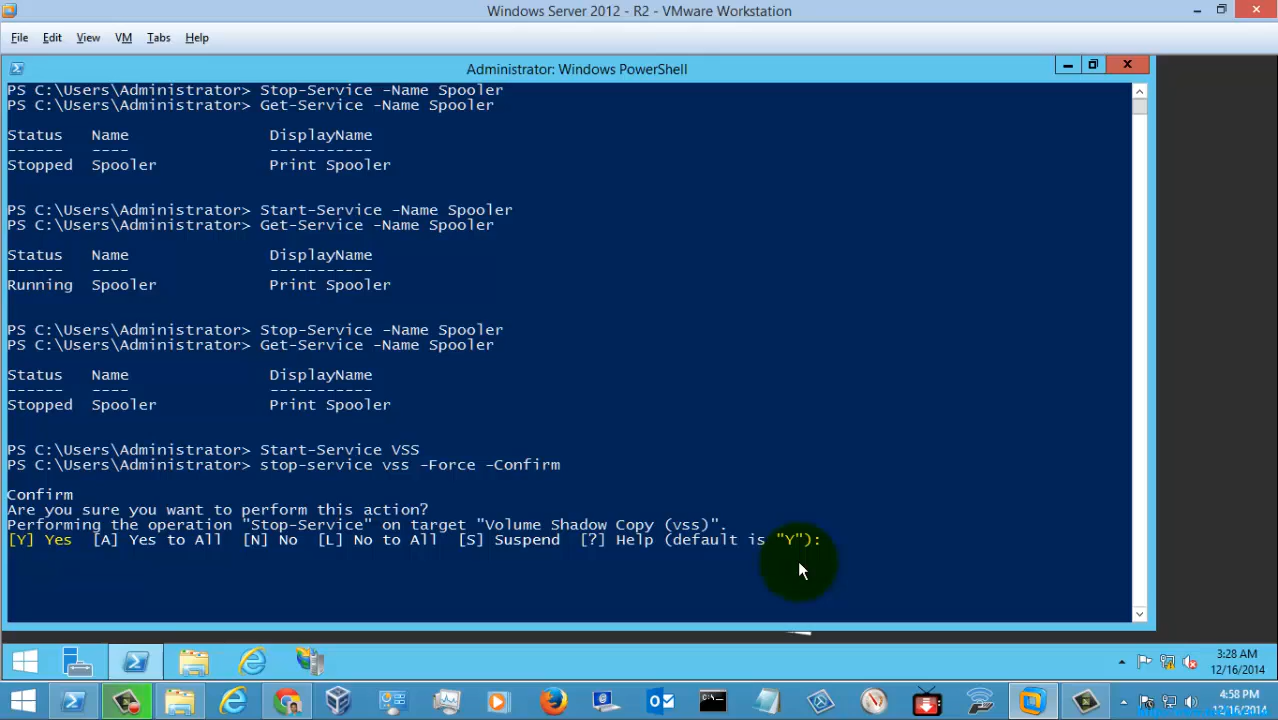 Windows Server 2012 - R2 - VMware Workstation
File Edit View VM Tabs Help
Administrator: Windows PowerShell
PS C:\Users\Administrator> Stop-Service -Name Spooler
PS C:\Users\Administrator> Get-Service -Name Spooler
Status Name DisplayName
------ ---- -----------
Stopped Spooler Print Spooler
PS C:\Users\Administrator> Start-Service -Name Spooler
PS C:\Users\Administrator> Get-Service -Name Spooler
Status Name DisplayName
------ ---- -----------
Running Spooler Print Spooler
PS C:\Users\Administrator> Stop-Service -Name Spooler
PS C:\Users\Administrator> Get-Service -Name Spooler
Status Name DisplayName
------ ---- -----------
Stopped Spooler Print Spooler
PS C:\Users\Administrator> Start-Service VSS
PS C:\Users\Administrator> stop-service vss -Force -Confirm
Confirm
Are you sure you want to perform this action?
Performing the operation "Stop-Service" on target "Volume Shadow Copy (vss)".
[Y] Yes [A] Yes to All [N] No [L] No to All [S] Suspend [?] Help (default is "Y"):
3:28 AM
12/16/2014
4:58 PM
12/16/2014